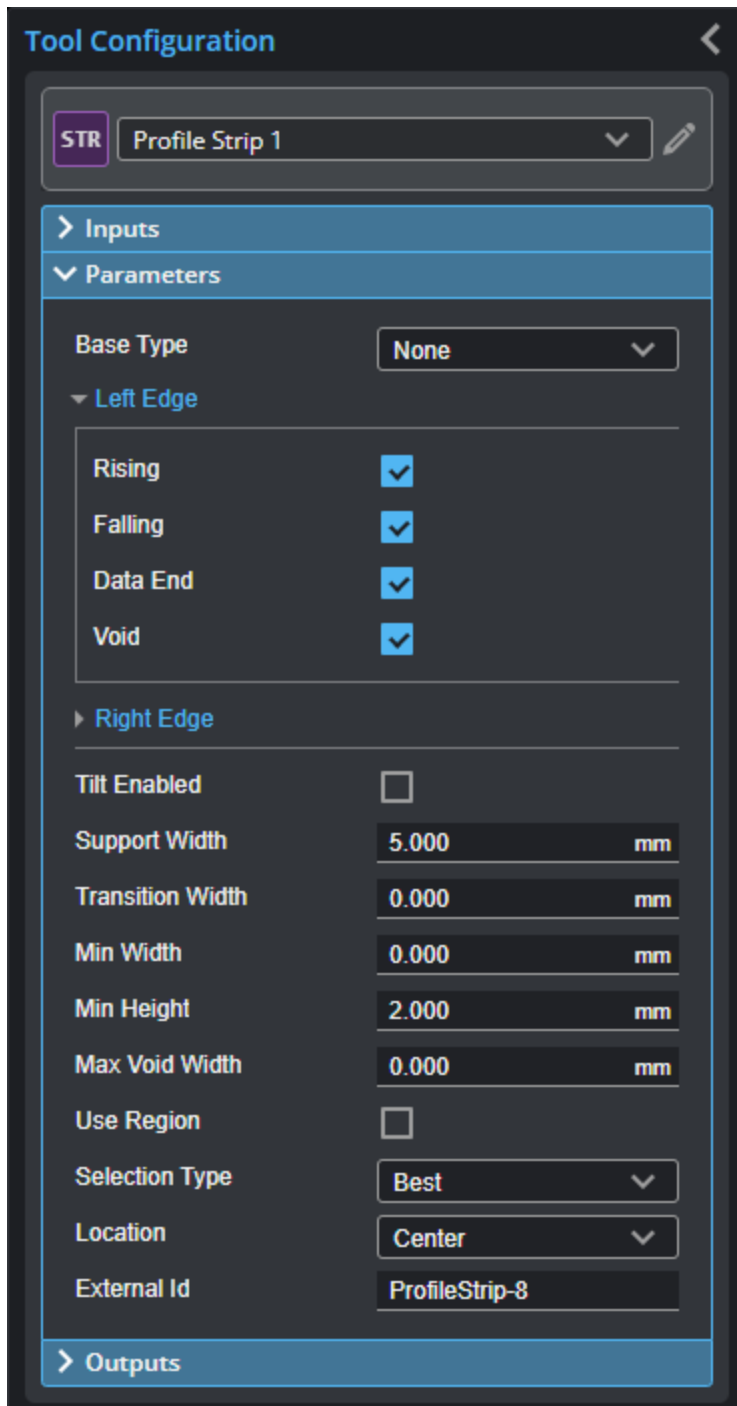 Tool Configuration
STR Profile Strip 1
Inputs
Parameters
Base Type None
Left Edge
Rising
Falling
Data End
Void
Right Edge
Tilt Enabled
Support Width 5.000 mm
Transition Width 0.000 mm
Min Width 0.000 mm
Min Height 2.000 mm
Max Void Width 0.000 mm
Use Region
Selection Type Best
Location Center
External Id ProfileStrip-8
Outputs